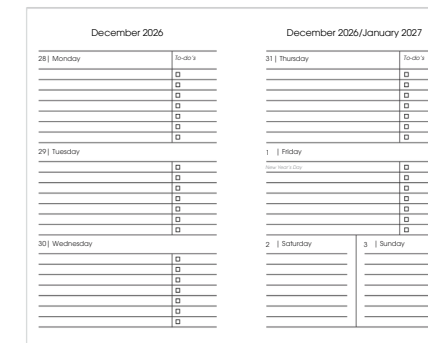 December 2026
28| Monday
To-do's
29| Tuesday
30| Wednesday
December 2026/January 2027
31| Thursday
To-do's
1 | Friday
New Year's Day
2 | Saturday
3 | Sunday